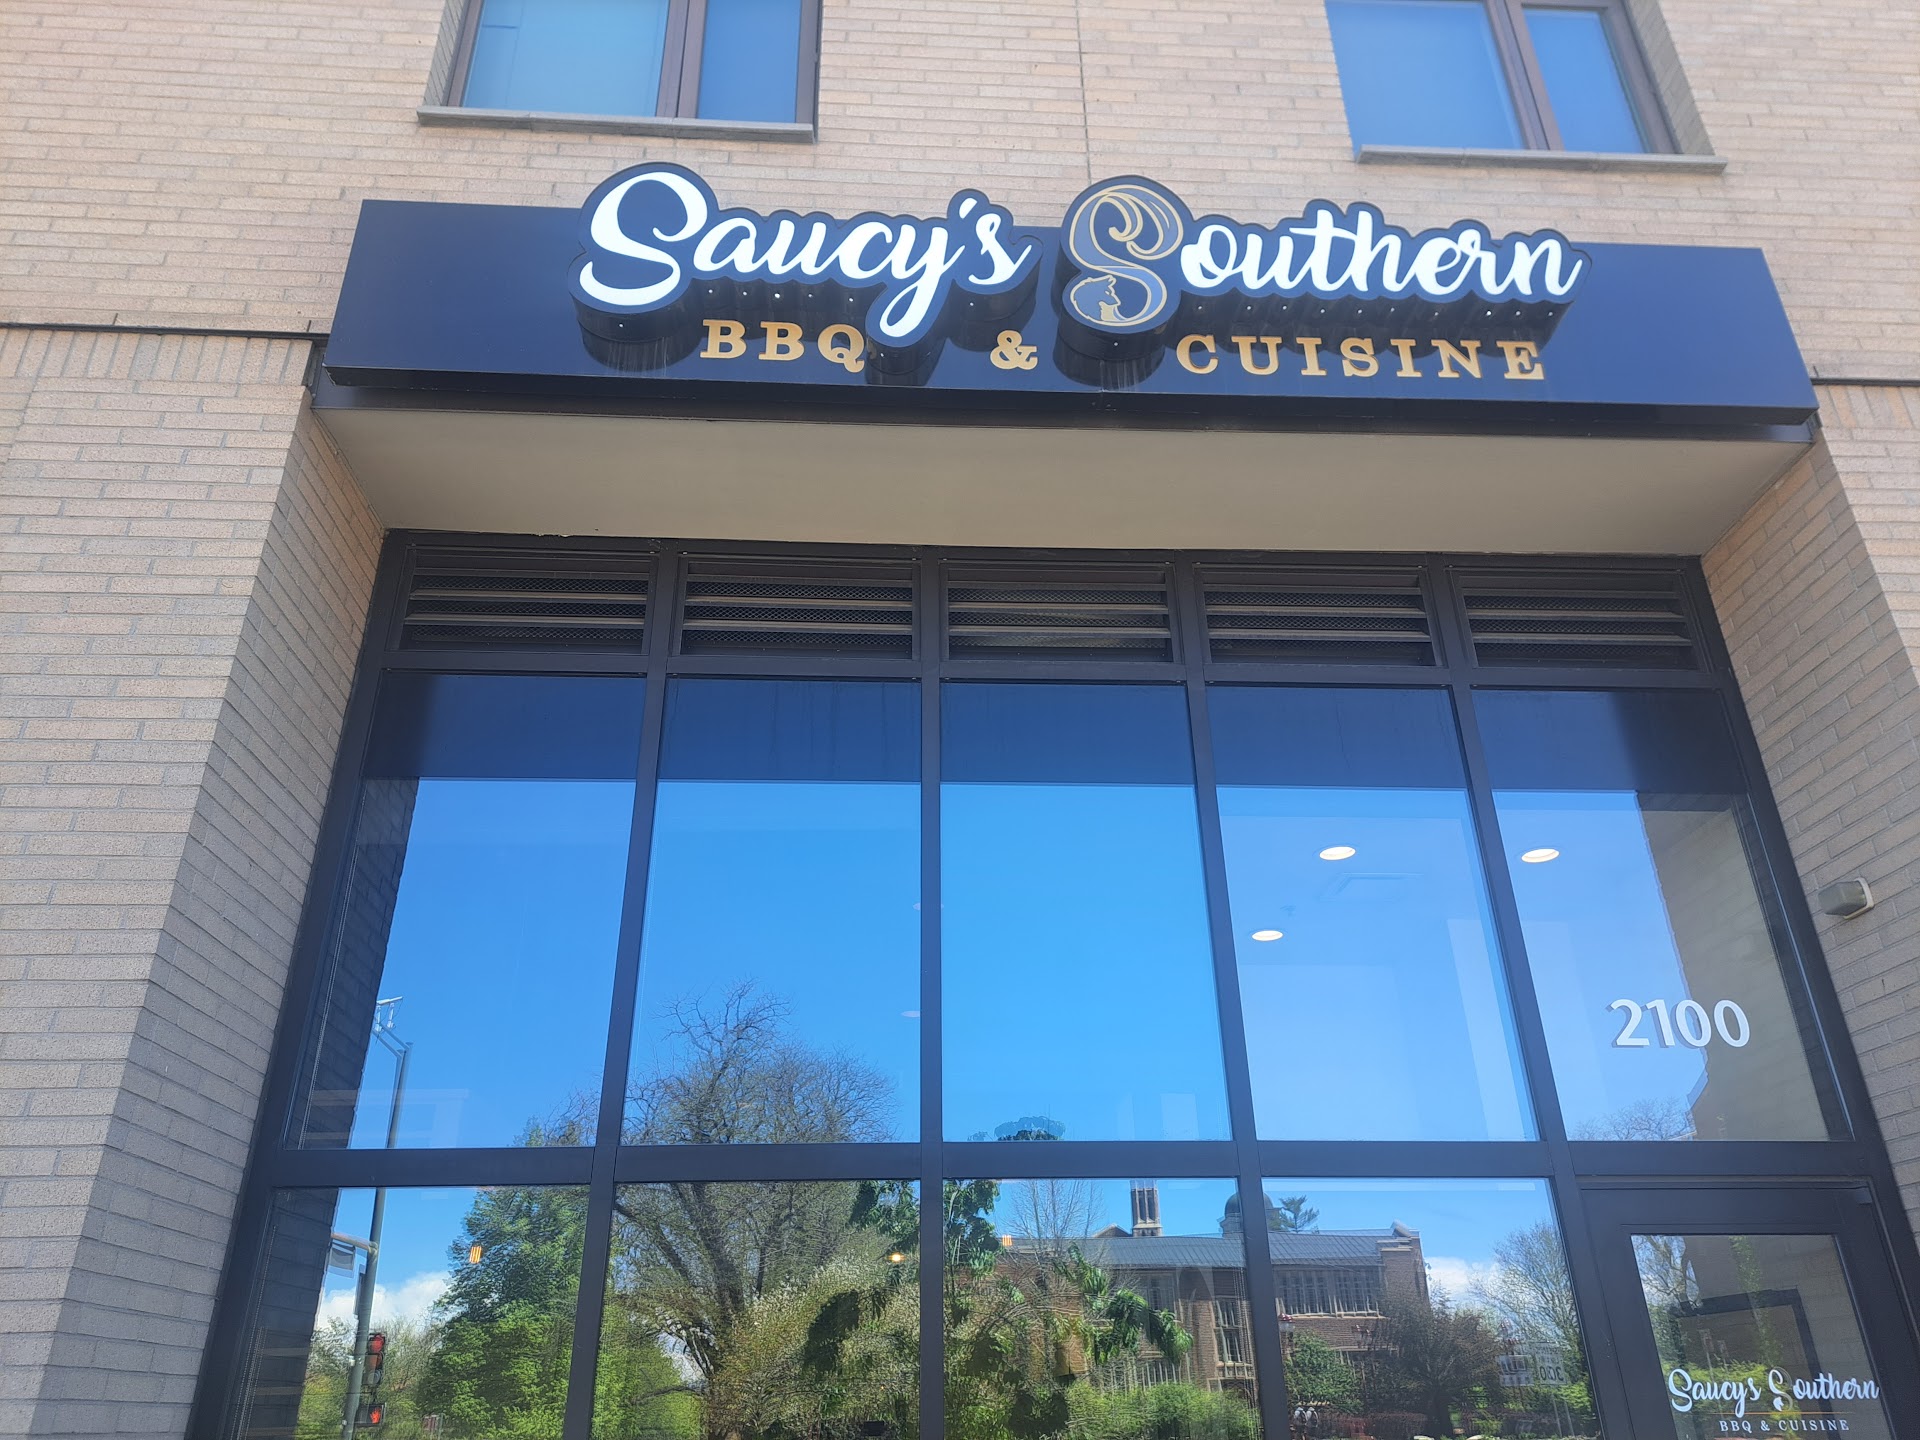 Saucy's Southern
BBQ & CUISINE
2100
Saucy's Southern
BBQ & CUISINE